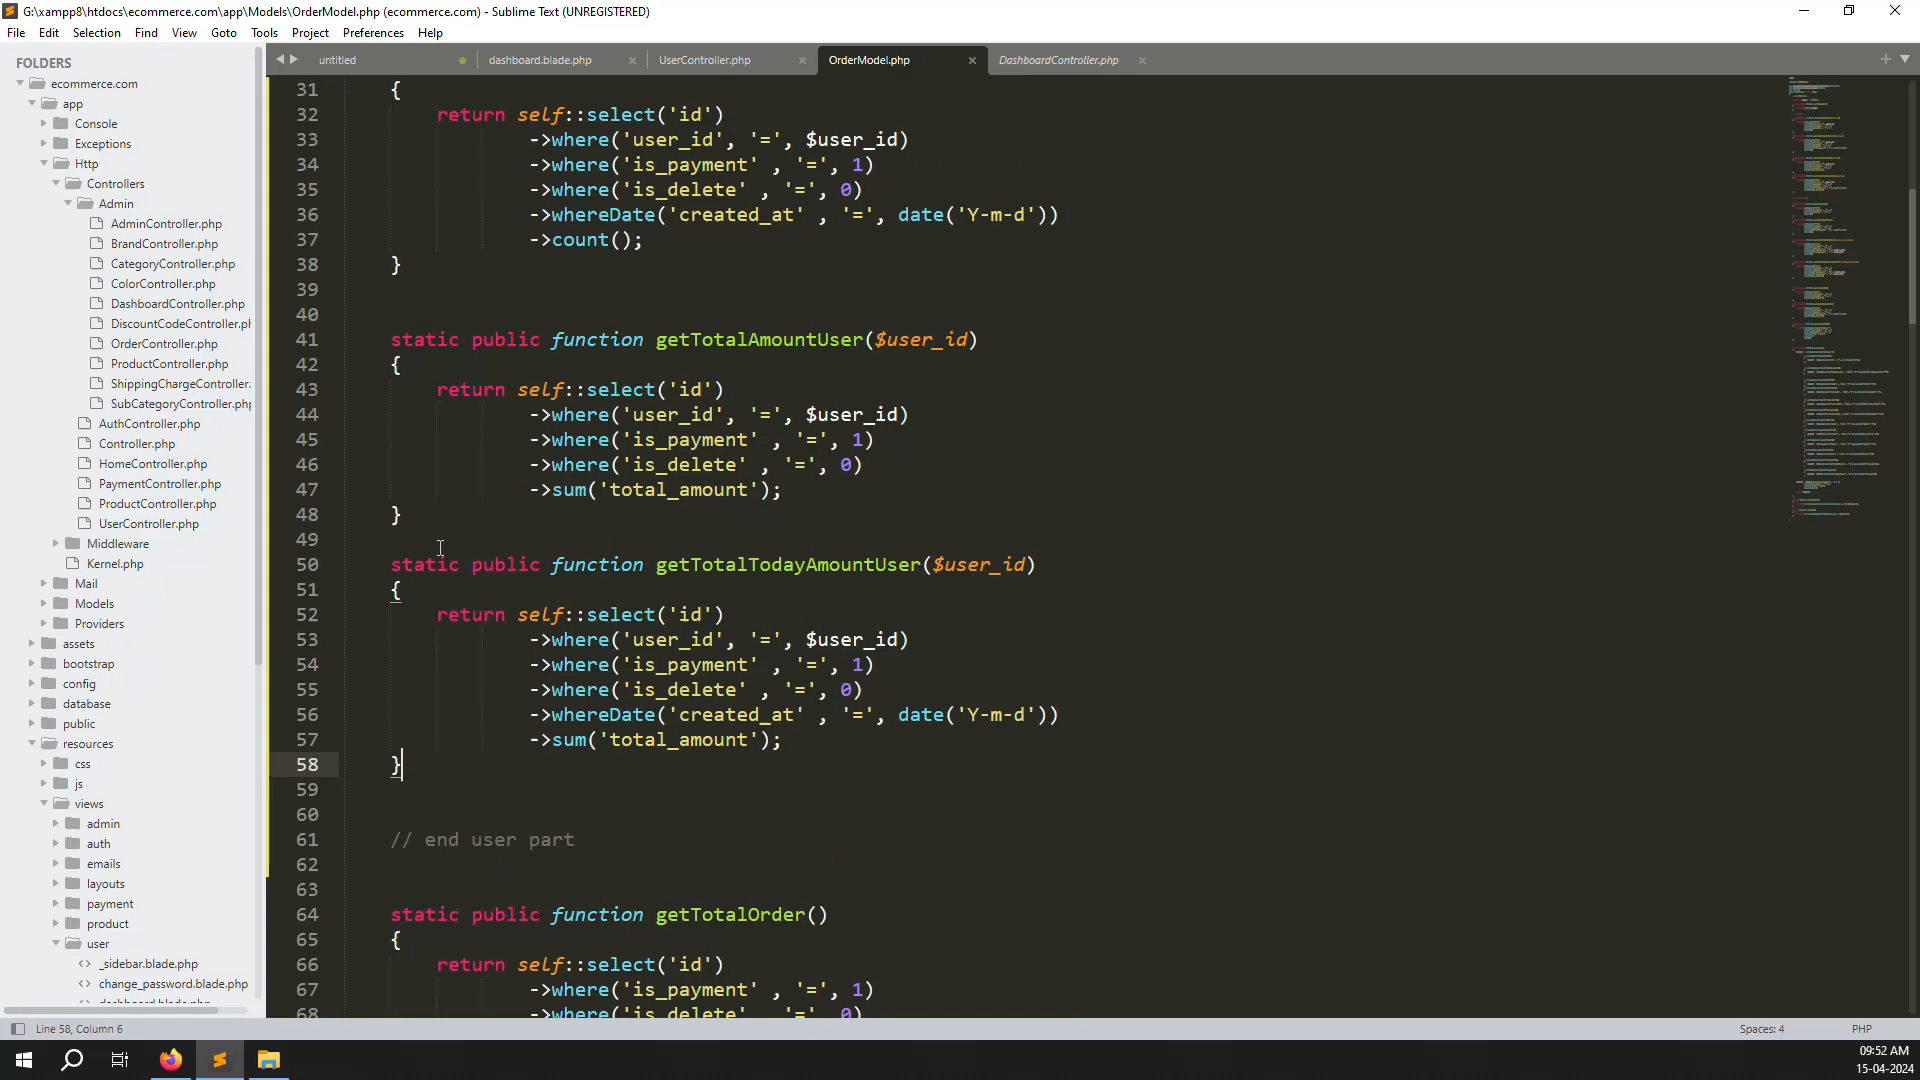 G:\xampp8\htdocs\ecommerce.com\app\Models\OrderModel.php (ecommerce.com) - Sublime Text (UNREGISTERED)
File Edit Selection Find View Goto Tools Project Preferences Help
FOLDERS
ecommerce.com
app
Console
Exceptions
Http
Controllers
Admin
AdminController.php
BrandController.php
CategoryController.php
ColorController.php
DashboardController.php
DiscountCodeController.ph
OrderController.php
ProductController.php
ShippingChargeController.
SubCategoryController.php
AuthController.php
Controller.php
HomeController.php
PaymentController.php
ProductController.php
UserController.php
Middleware
Kernel.php
Mail
Models
Providers
assets
bootstrap
config
database
public
resources
css
js
views
admin
auth
emails
layouts
payment
product
user
_sidebar.blade.php
change_password.blade.php
dashboard.blade.php
untitled
dashboard.blade.php
UserController.php
OrderModel.php
DashboardController.php
31 {
32 return self::select('id')
33 ->where('user_id', '=', $user_id)
34 ->where('is_payment' , '=', 1)
35 ->where('is_delete' , '=', 0)
36 ->whereDate('created_at' , '=', date('Y-m-d'))
37 ->count();
38 }
39
40
41 static public function getTotalAmountUser($user_id)
42 {
43 return self::select('id')
44 ->where('user_id', '=', $user_id)
45 ->where('is_payment' , '=', 1)
46 ->where('is_delete' , '=', 0)
47 ->sum('total_amount');
48 }
49
50 static public function getTotalTodayAmountUser($user_id)
51 {
52 return self::select('id')
53 ->where('user_id', '=', $user_id)
54 ->where('is_payment' , '=', 1)
55 ->where('is_delete' , '=', 0)
56 ->whereDate('created_at' , '=', date('Y-m-d'))
57 ->sum('total_amount');
58 }
59
60
61 // end user part
62
63
64 static public function getTotalOrder()
65 {
66 return self::select('id')
67 ->where('is_payment' , '=', 1)
68 ->where('is_delete' , '=', 0)
Line 58, Column 6
Spaces: 4
PHP
09:52 AM
15-04-2024